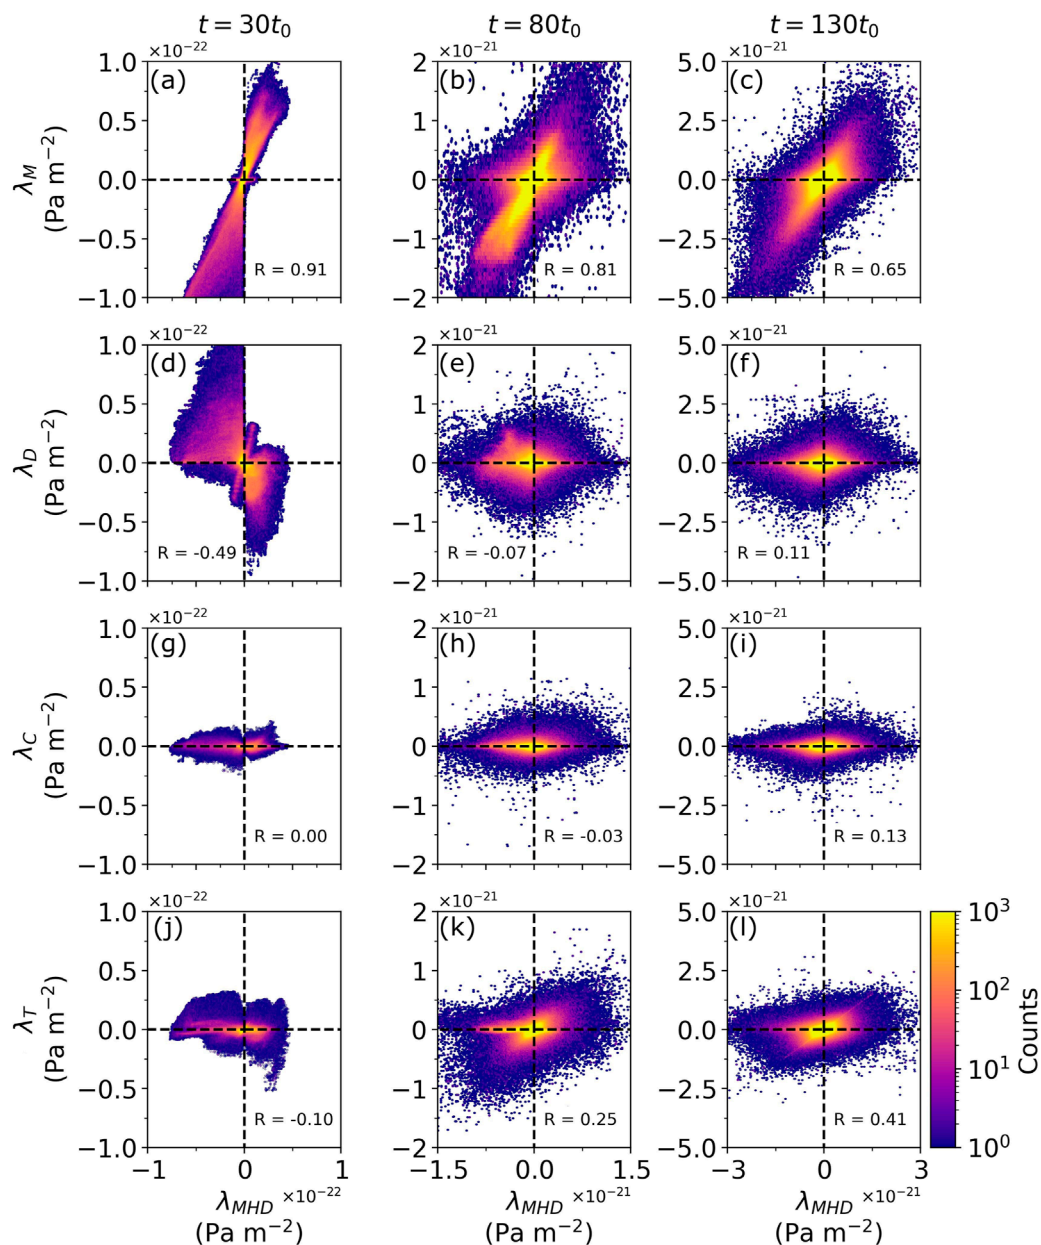 t = 30t₀ t = 80t₀ t = 130t₀
×10⁻²² ×10⁻²¹ ×10⁻²¹
1.0 (a) 2 (b) 5.0 (c)
0.5 1 2.5
λ_M (Pa m⁻²) 0.0 0 0.0
−0.5 −1 −2.5
R = 0.91 R = 0.81 R = 0.65
−1.0 −2 −5.0
×10⁻²² ×10⁻²¹ ×10⁻²¹
1.0 (d) 2 (e) 5.0 (f)
0.5 1 2.5
λ_D (Pa m⁻²) 0.0 0 0.0
−0.5 −1 −2.5
R = -0.49 R = -0.07 R = 0.11
−1.0 −2 −5.0
×10⁻²² ×10⁻²¹ ×10⁻²¹
1.0 (g) 2 (h) 5.0 (i)
0.5 1 2.5
λ_C (Pa m⁻²) 0.0 0 0.0
−0.5 −1 −2.5
R = 0.00 R = -0.03 R = 0.13
−1.0 −2 −5.0
×10⁻²² ×10⁻²¹ ×10⁻²¹
1.0 (j) 2 (k) 5.0 (l) 10³
0.5 1 2.5 10²
λ_T (Pa m⁻²) 0.0 0 0.0 Counts
−0.5 −1 −2.5 10¹
R = -0.10 R = 0.25 R = 0.41
−1.0 −2 −5.0 10⁰
−1 0 1 −1.5 0.0 1.5 −3 0 3
λ_MHD ×10⁻²² λ_MHD ×10⁻²¹ λ_MHD ×10⁻²¹
(Pa m⁻²) (Pa m⁻²) (Pa m⁻²)